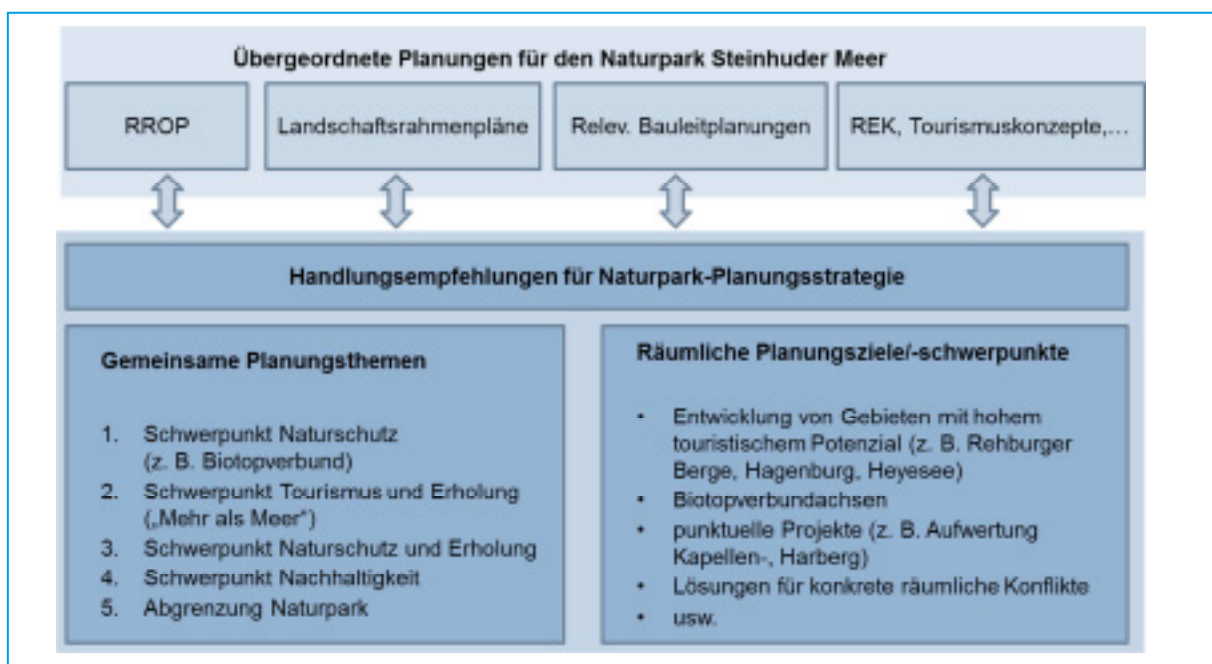 Übergeordnete Planungen für den Naturpark Steinhuder Meer
RROP
Landschaftsrahmenpläne
Relev. Bauleitplanungen
REK, Tourismuskonzepte,...
Handlungsempfehlungen für Naturpark-Planungsstrategie
Gemeinsame Planungsthemen
1. Schwerpunkt Naturschutz
(z. B. Biotopverbund)
2. Schwerpunkt Tourismus und Erholung
(„Mehr als Meer“)
3. Schwerpunkt Naturschutz und Erholung
4. Schwerpunkt Nachhaltigkeit
5. Abgrenzung Naturpark
Räumliche Planungsziele/-schwerpunkte
• Entwicklung von Gebieten mit hohem
touristischem Potenzial (z. B. Rehburger
Berge, Hagenburg, Heyesee)
• Biotopverbundachsen
• punktuelle Projekte (z. B. Aufwertung
Kapellen-, Harberg)
• Lösungen für konkrete räumliche Konflikte
• usw.